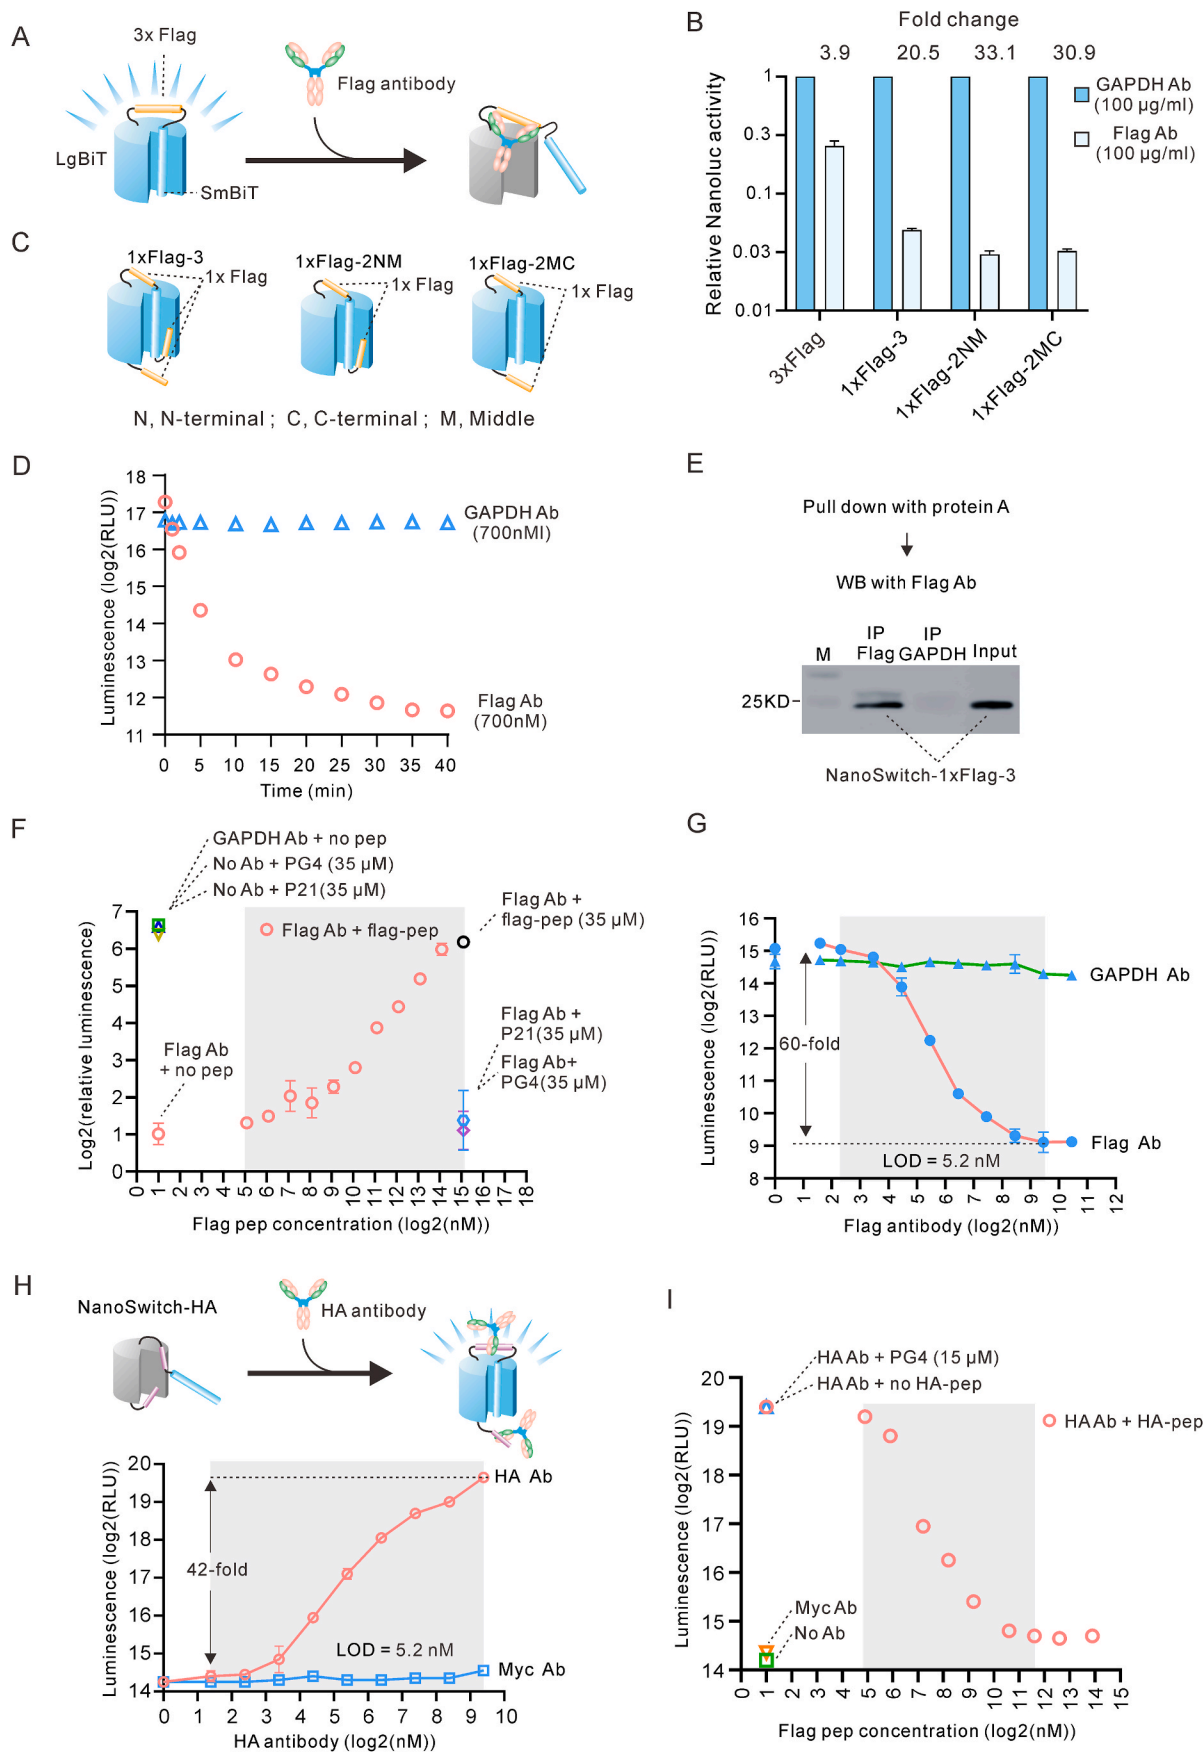 A
3x Flag
Flag antibody
LgBiT
SmBiT
B
Fold change
3.9 20.5 33.1 30.9
Relative Nanoluc activity
1
0.3
0.1
0.03
0.01
GAPDH Ab
(100 µg/ml)
Flag Ab
(100 µg/ml)
3xFlag
1xFlag-3
1xFlag-2NM
1xFlag-2MC
C
1xFlag-3
1x Flag
1xFlag-2NM
1x Flag
1xFlag-2MC
1x Flag
N, N-terminal ; C, C-terminal ; M, Middle
D
Luminescence (log2(RLU))
18
17
16
15
14
13
12
11
GAPDH Ab
(700nMl)
Flag Ab
(700nM)
0 5 10 15 20 25 30 35 40
Time (min)
E
Pull down with protein A
WB with Flag Ab
M
IP
Flag
IP
GAPDH
Input
25KD
NanoSwitch-1xFlag-3
F
GAPDH Ab + no pep
No Ab + PG4 (35 µM)
No Ab + P21(35 µM)
Log2(relative luminescence)
7
6
5
4
3
2
1
0
Flag Ab + flag-pep
Flag Ab +
flag-pep (35 µM)
Flag Ab
+ no pep
Flag Ab +
P21(35 µM)
Flag Ab+
PG4(35 µM)
0 1 2 3 4 5 6 7 8 9 10 11 12 13 14 15 16 17 18
Flag pep concentration (log2(nM))
G
Luminescence (log2(RLU))
16
15
14
13
12
11
10
9
8
GAPDH Ab
60-fold
Flag Ab
LOD = 5.2 nM
0 1 2 3 4 5 6 7 8 9 10 11 12
Flag antibody (log2(nM))
H
NanoSwitch-HA
HA antibody
Luminescence (log2(RLU))
20
19
18
17
16
15
14
HA Ab
42-fold
LOD = 5.2 nM
Myc Ab
0 1 2 3 4 5 6 7 8 9 10
HA antibody (log2(nM))
I
HA Ab + PG4 (15 µM)
HA Ab + no HA-pep
Luminescence (log2(RLU))
20
19
18
17
16
15
14
HA Ab + HA-pep
Myc Ab
No Ab
0 1 2 3 4 5 6 7 8 9 10 11 12 13 14 15
Flag pep concentration (log2(nM))